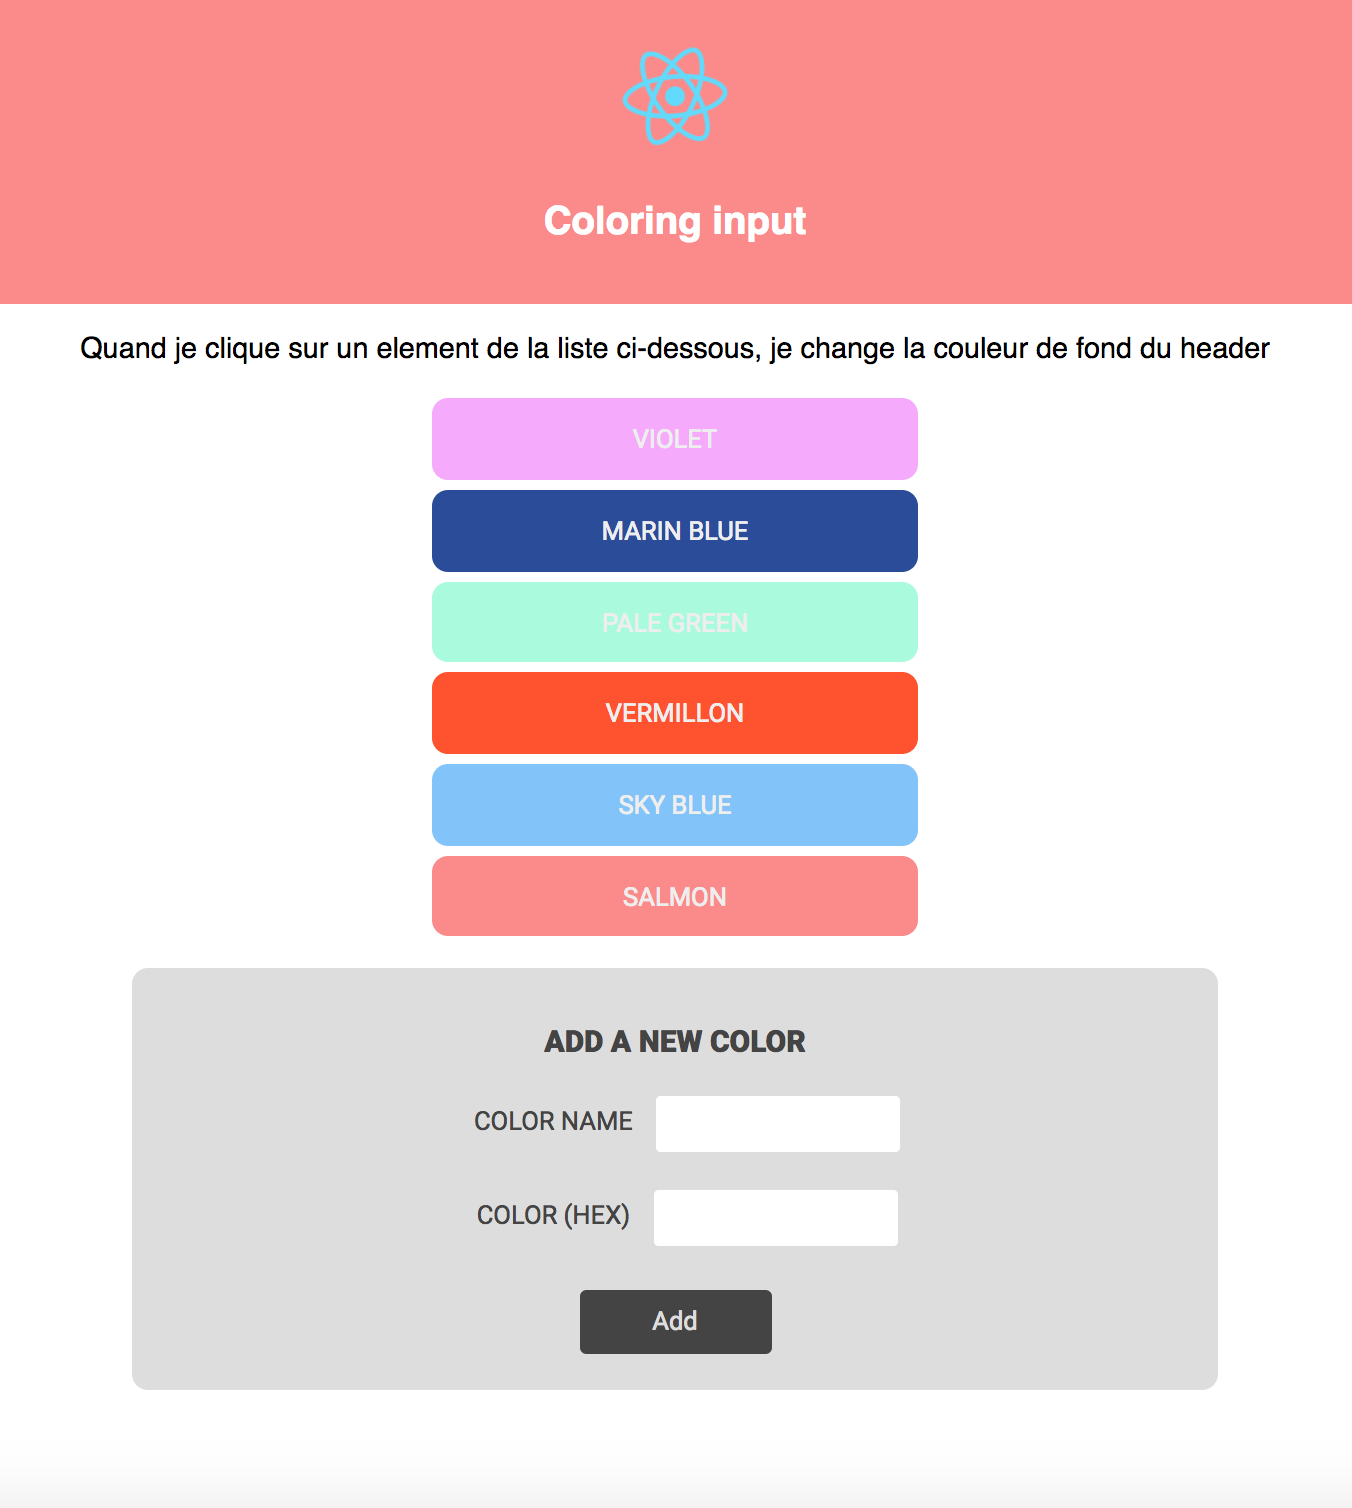 Coloring input
Quand je clique sur un element de la liste ci-dessous, je change la couleur de fond du header
VIOLET
MARIN BLUE
PALE GREEN
VERMILLON
SKY BLUE
SALMON
ADD A NEW COLOR
COLOR NAME
COLOR (HEX)
Add